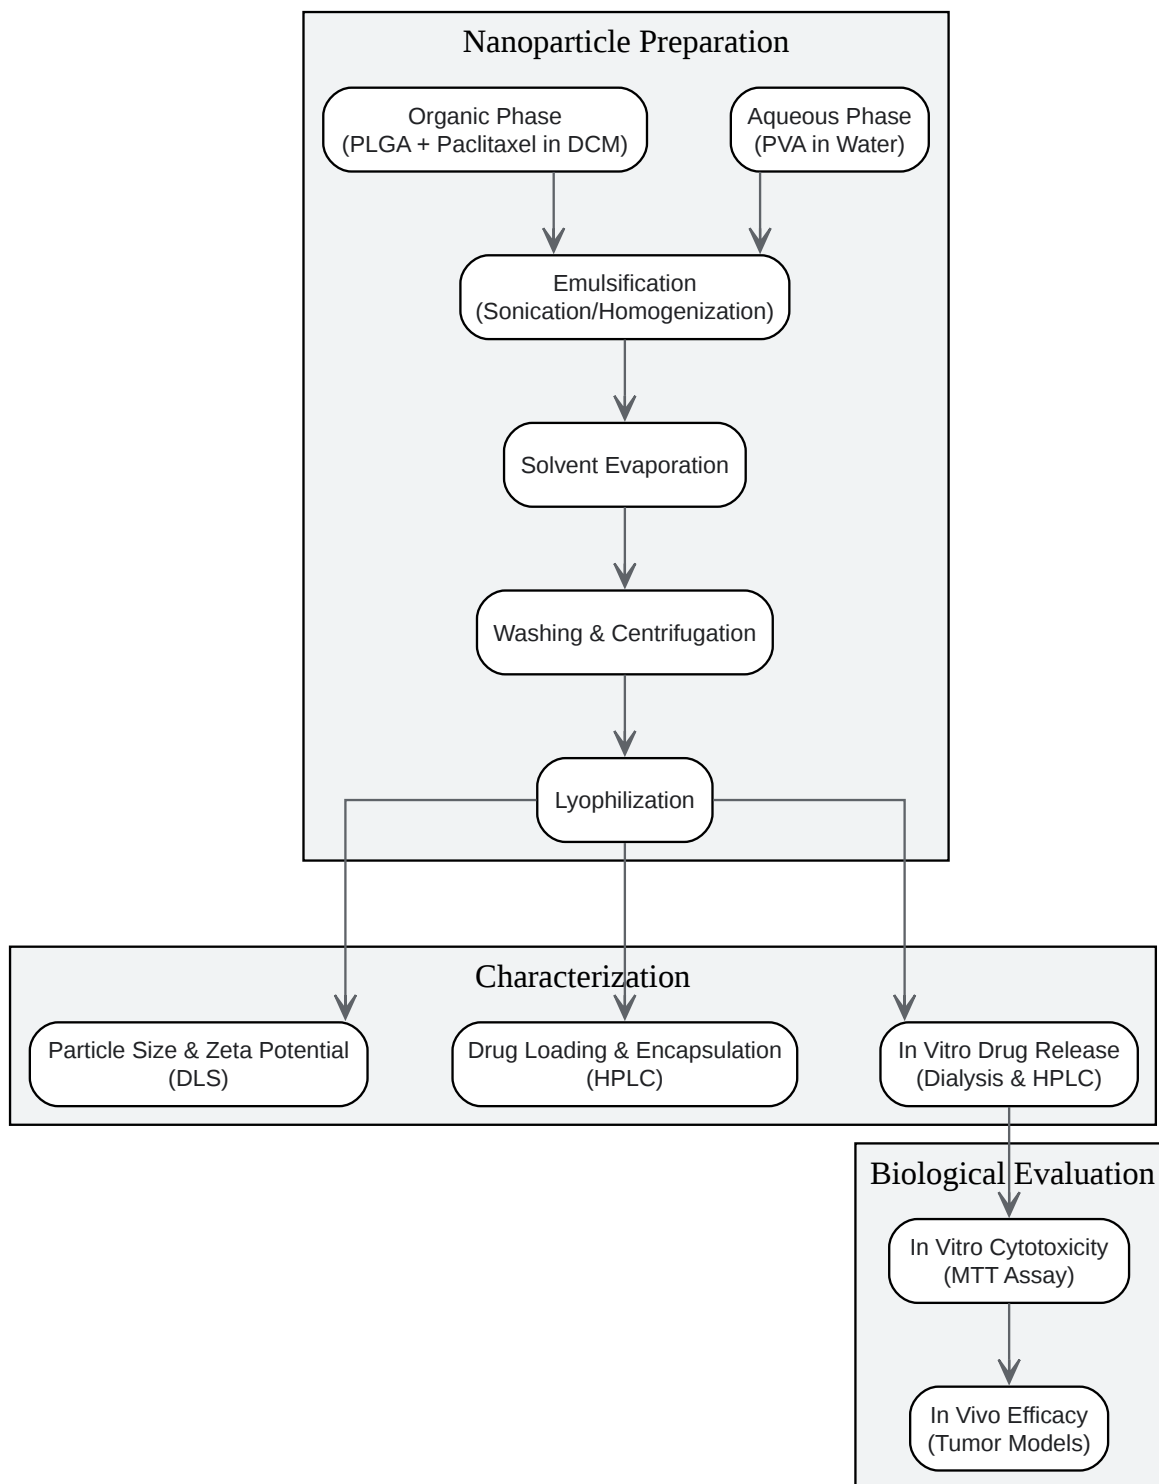 Nanoparticle Preparation
Organic Phase
(PLGA + Paclitaxel in DCM)
Aqueous Phase
(PVA in Water)
Emulsification
(Sonication/Homogenization)
Solvent Evaporation
Washing & Centrifugation
Lyophilization
Characterization
Particle Size & Zeta Potential
(DLS)
Drug Loading & Encapsulation
(HPLC)
In Vitro Drug Release
(Dialysis & HPLC)
Biological Evaluation
In Vitro Cytotoxicity
(MTT Assay)
In Vivo Efficacy
(Tumor Models)